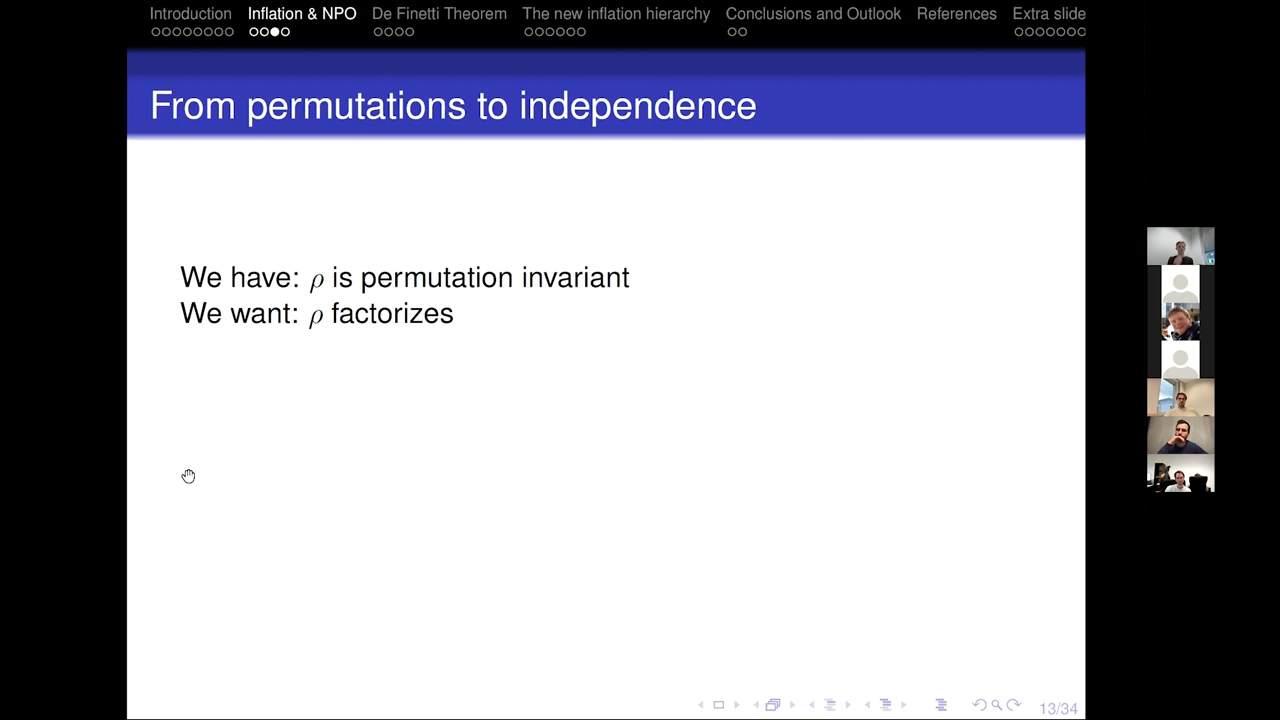 Introduction Inflation & NPO De Finetti Theorem The new inflation hierarchy Conclusions and Outlook References Extra slide
From permutations to independence
We have: ρ is permutation invariant
We want: ρ factorizes
13/34